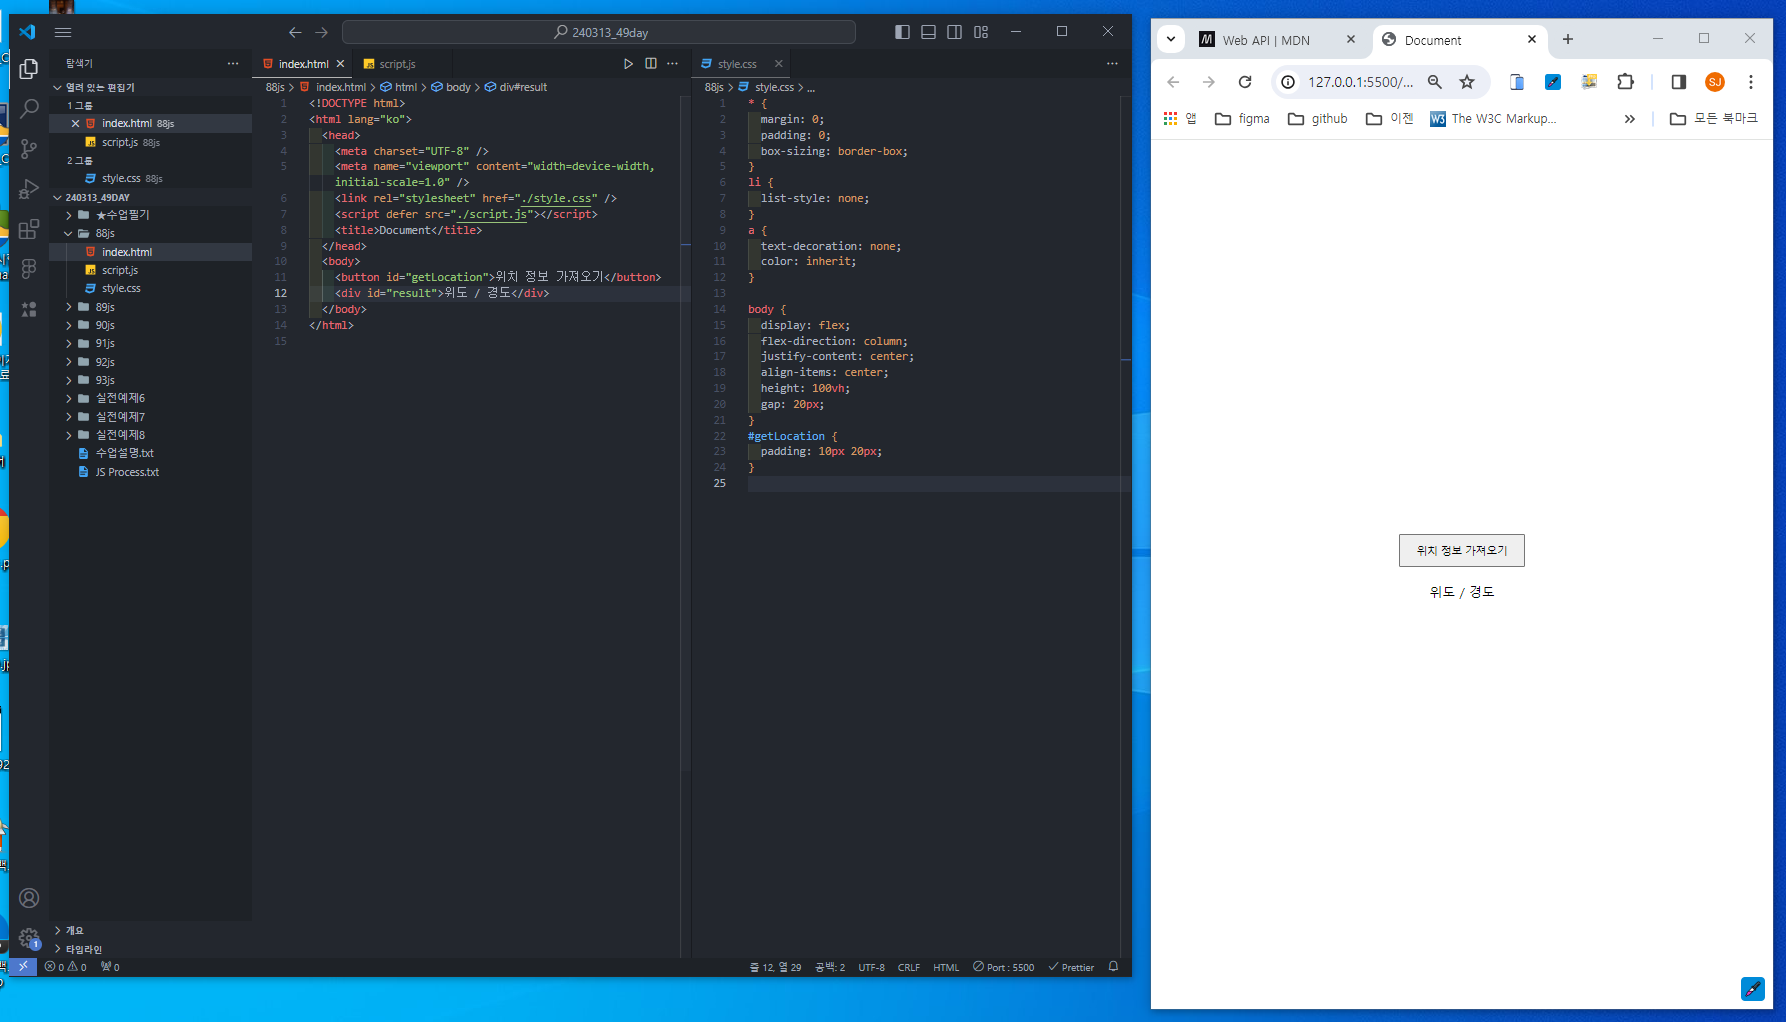 240313_49day
탐색기
열려 있는 편집기
1 그룹
index.html 88js
script.js 88js
2 그룹
style.css 88js
240313_49DAY
★수업필기
88js
index.html
script.js
style.css
89js
90js
91js
92js
93js
실전예제6
실전예제7
실전예제8
수업설명.txt
JS Process.txt
개요
타임라인
index.html
script.js
88js > index.html > html > body > div#result
1 <!DOCTYPE html>
2 <html lang="ko">
3 <head>
4 <meta charset="UTF-8" />
5 <meta name="viewport" content="width=device-width,
initial-scale=1.0" />
6 <link rel="stylesheet" href="./style.css" />
7 <script defer src="./script.js"></script>
8 <title>Document</title>
9 </head>
10 <body>
11 <button id="getLocation">위치 정보 가져오기</button>
12 <div id="result">위도 / 경도</div>
13 </body>
14 </html>
15
style.css
88js > style.css > ...
1 * {
2 margin: 0;
3 padding: 0;
4 box-sizing: border-box;
5 }
6 li {
7 list-style: none;
8 }
9 a {
10 text-decoration: none;
11 color: inherit;
12 }
13
14 body {
15 display: flex;
16 flex-direction: column;
17 justify-content: center;
18 align-items: center;
19 height: 100vh;
20 gap: 20px;
21 }
22 #getLocation {
23 padding: 10px 20px;
24 }
25
1
0 0 0
줄 12, 열 29 공백: 2 UTF-8 CRLF HTML Port : 5500 Prettier
Web API | MDN
Document
127.0.0.1:5500/...
SJ
앱 figma github 이젠 W3 The W3C Markup... » 모든 북마크
위치 정보 가져오기
위도 / 경도